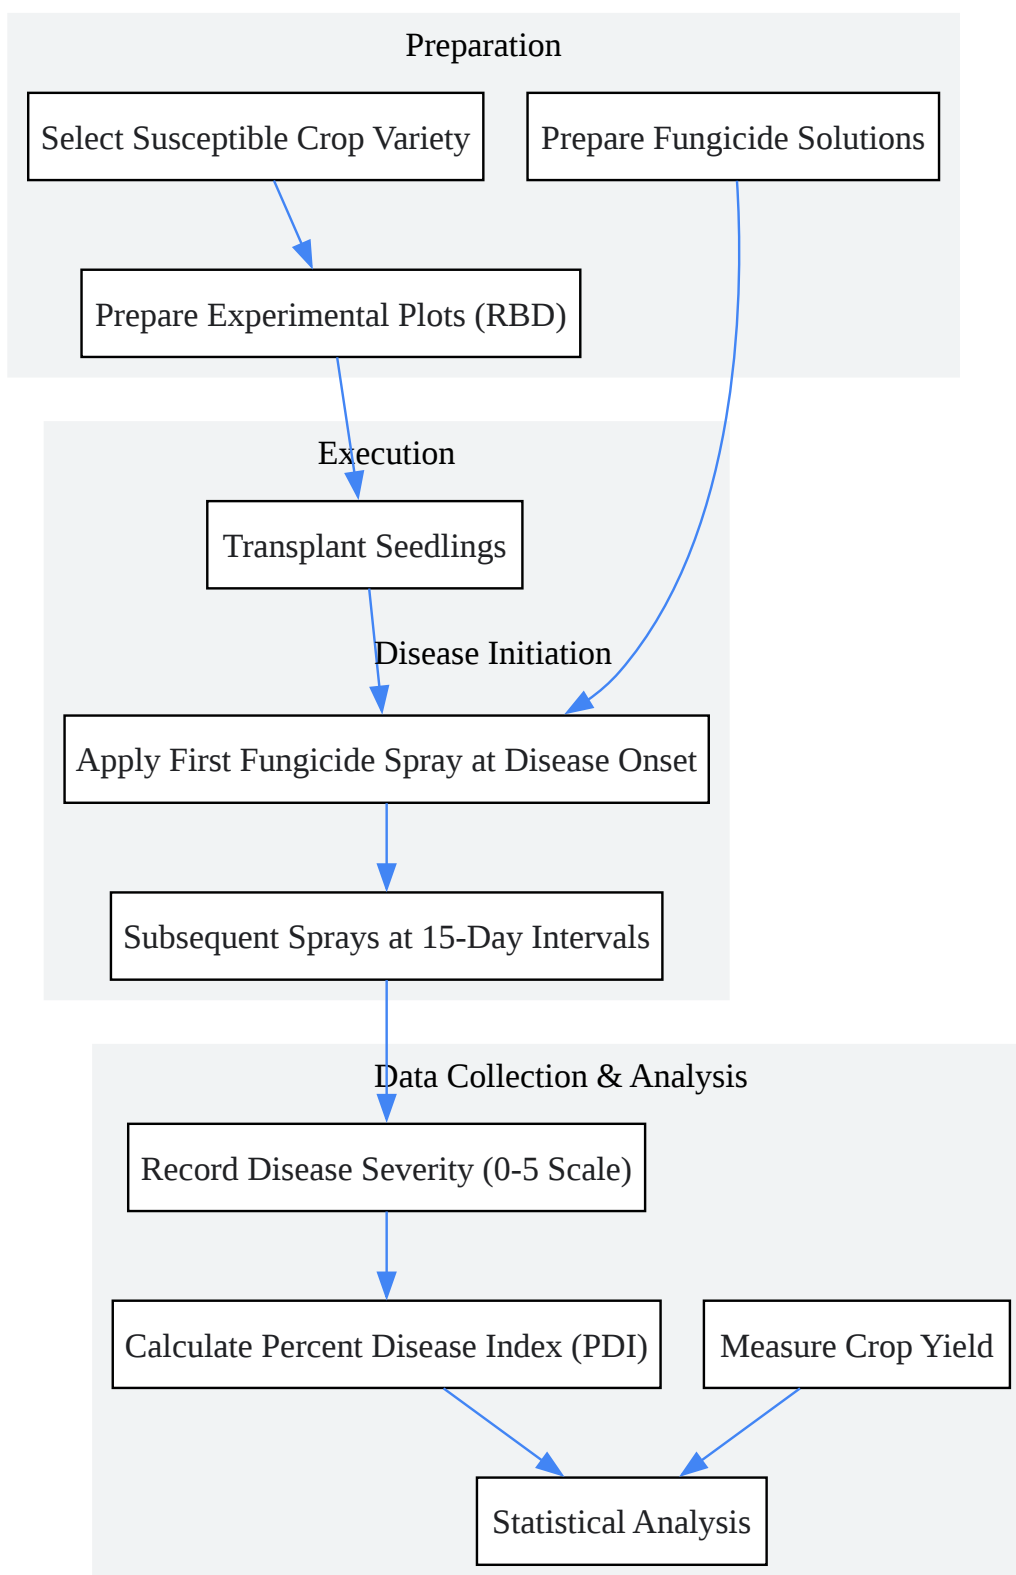 Preparation
Select Susceptible Crop Variety
Prepare Fungicide Solutions
Prepare Experimental Plots (RBD)
Execution
Transplant Seedlings
Disease Initiation
Apply First Fungicide Spray at Disease Onset
Subsequent Sprays at 15-Day Intervals
Data Collection & Analysis
Record Disease Severity (0-5 Scale)
Calculate Percent Disease Index (PDI)
Measure Crop Yield
Statistical Analysis